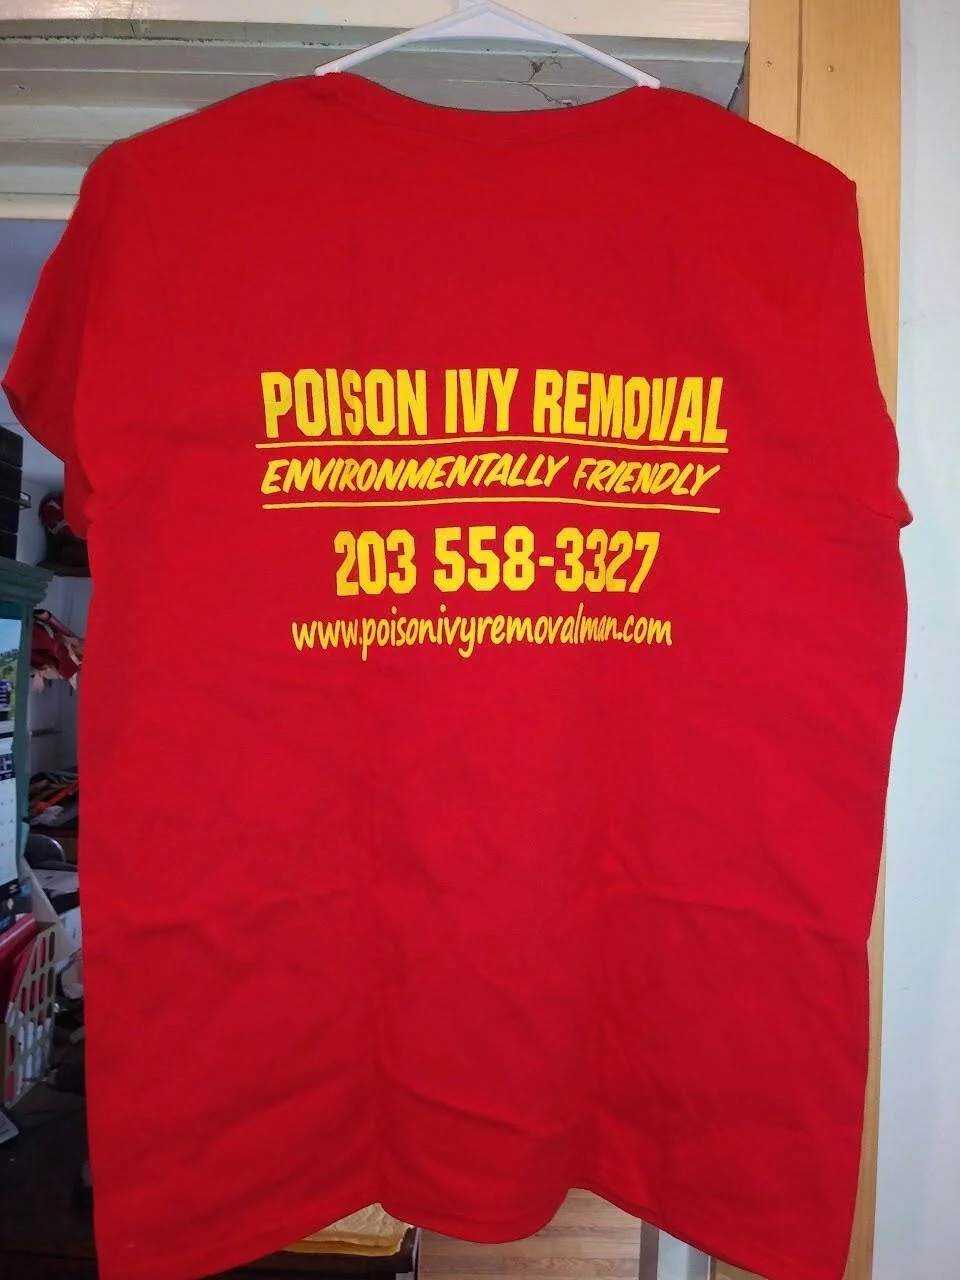 POISON IVY REMOVAL
ENVIRONMENTALLY FRIENDLY
203 558-3327
www.poisonivyremovalman.com